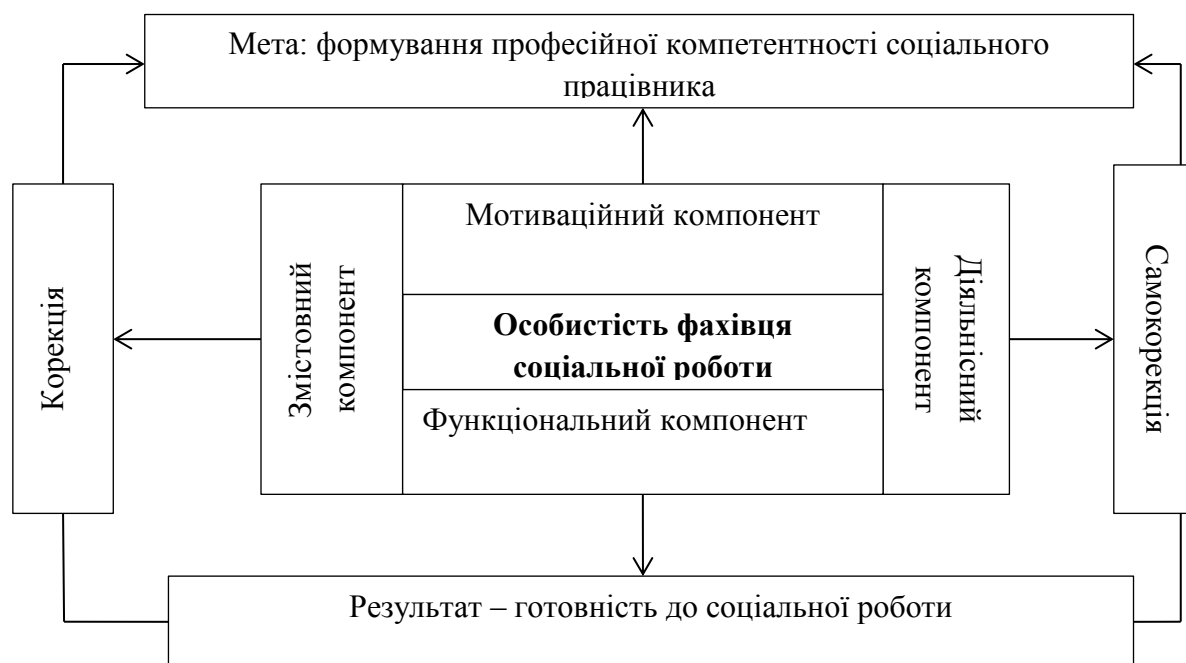 Мета: формування професійної компетентності соціального
працівника
Корекція
Змістовний
компонент
Мотиваційний компонент
Особистість фахівця
соціальної роботи
Функціональний компонент
Діяльнісний
компонент
Самокорекція
Результат – готовність до соціальної роботи